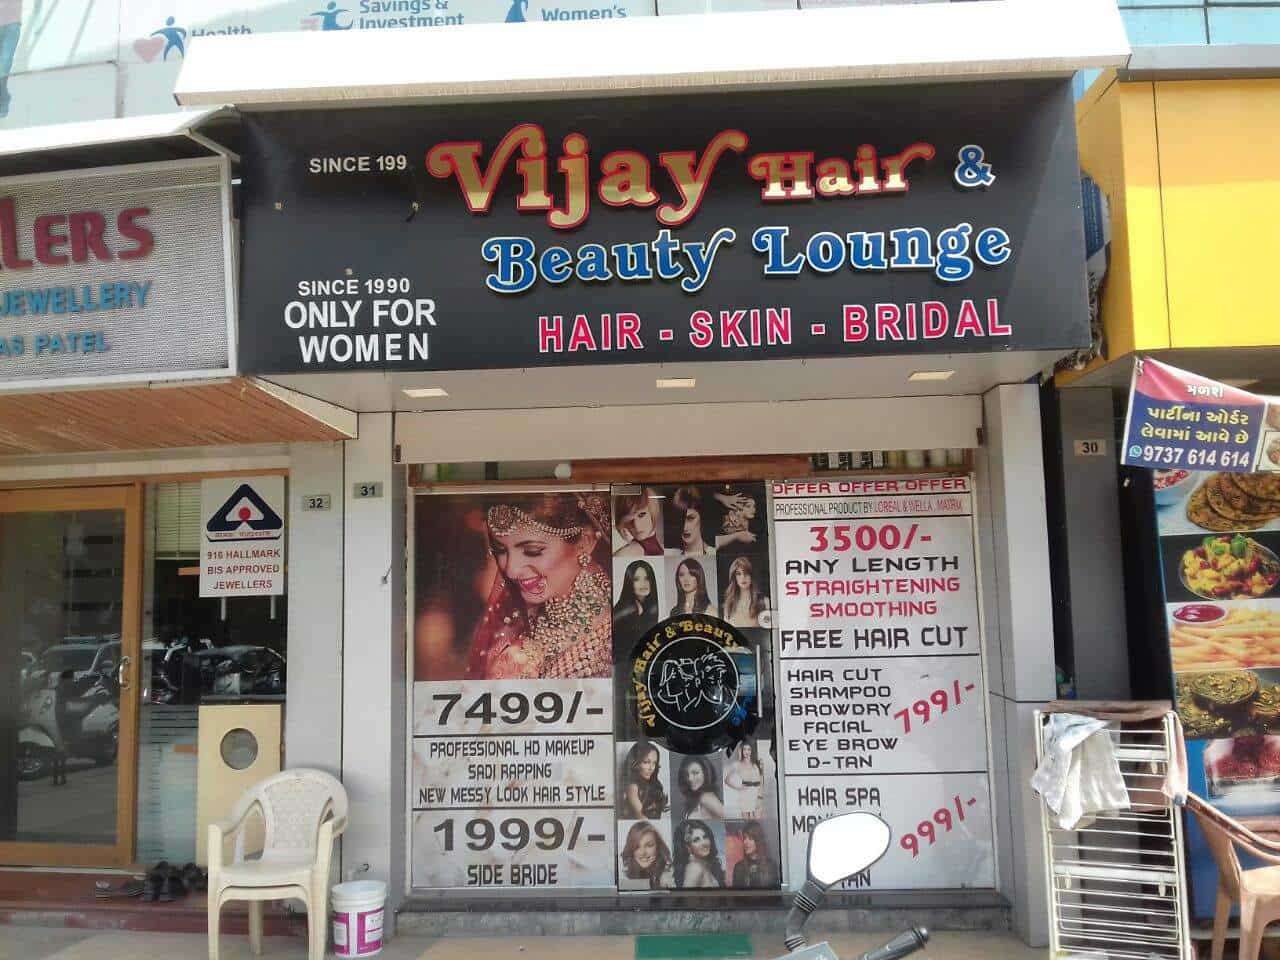 Health
Savings &
Investment
Women's
SINCE 199
Vijay Hair &
Beauty Lounge
SINCE 1990
ONLY FOR
WOMEN
HAIR - SKIN - BRIDAL
LERS
JEWELLERY
AS PATEL
916 HALLMARK
BIS APPROVED
JEWELLERS
32
31
30
7499/-
PROFESSIONAL HD MAKEUP
SADI RAPPING
NEW MESSY LOOK HAIR STYLE
1999/-
SIDE BRIDE
Vijay Hair & Beauty
OFFER OFFER OFFER
PROFESSIONAL PRODUCT BY LOREAL & WELLA , MATRIX
3500/-
ANY LENGTH
STRAIGHTENING
SMOOTHING
FREE HAIR CUT
HAIR CUT
SHAMPOO
BROWDRY
FACIAL
EYE BROW
D-TAN
799/-
HAIR SPA
999/-
મળશે
પાર્ટીના ઓર્ડર
લેવામાં આવે છે
9737 614 614